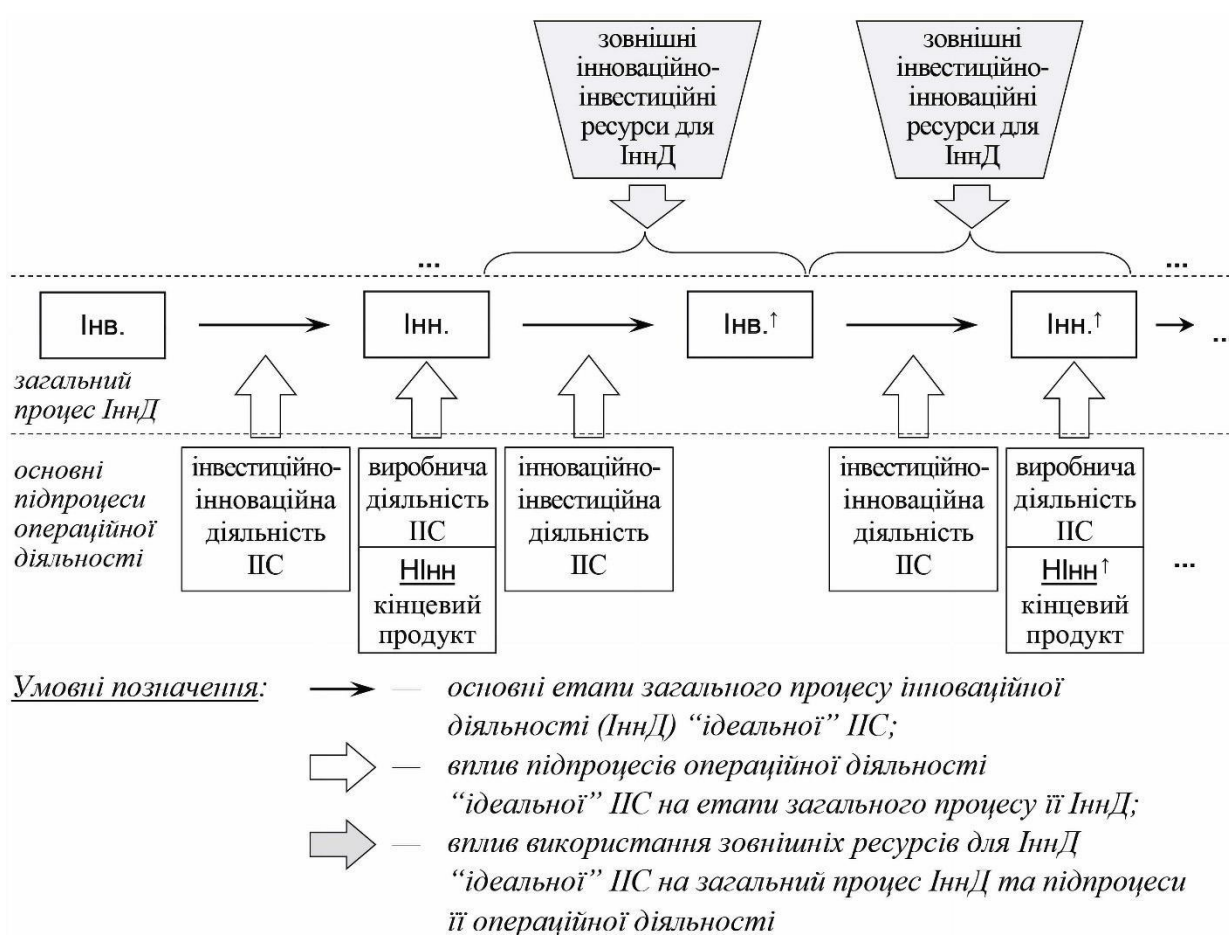 зовнішні
інноваційно-
інвестиційні
ресурси для
ІннД
зовнішні
інвестиційно-
інноваційні
ресурси для
ІннД
...
...
Інв.
Інн.
Інв.↑
Інн.↑
...
загальний
процес ІннД
основні
підпроцеси
операційної
діяльності
інвестиційно-
інноваційна
діяльність
ІІС
виробнича
діяльність
ІІС
НІнн
кінцевий
продукт
інноваційно-
інвестиційна
діяльність
ІІС
інвестиційно-
інноваційна
діяльність
ІІС
виробнича
діяльність
ІІС
НІнн↑
кінцевий
продукт
...
Умовні позначення:
— основні етапи загального процесу інноваційної
діяльності (ІннД) “ідеальної” ІІС;
— вплив підпроцесів операційної діяльності
“ідеальної” ІІС на етапи загального процесу її ІннД;
— вплив використання зовнішніх ресурсів для ІннД
“ідеальної” ІІС на загальний процес ІннД та підпроцеси
її операційної діяльності